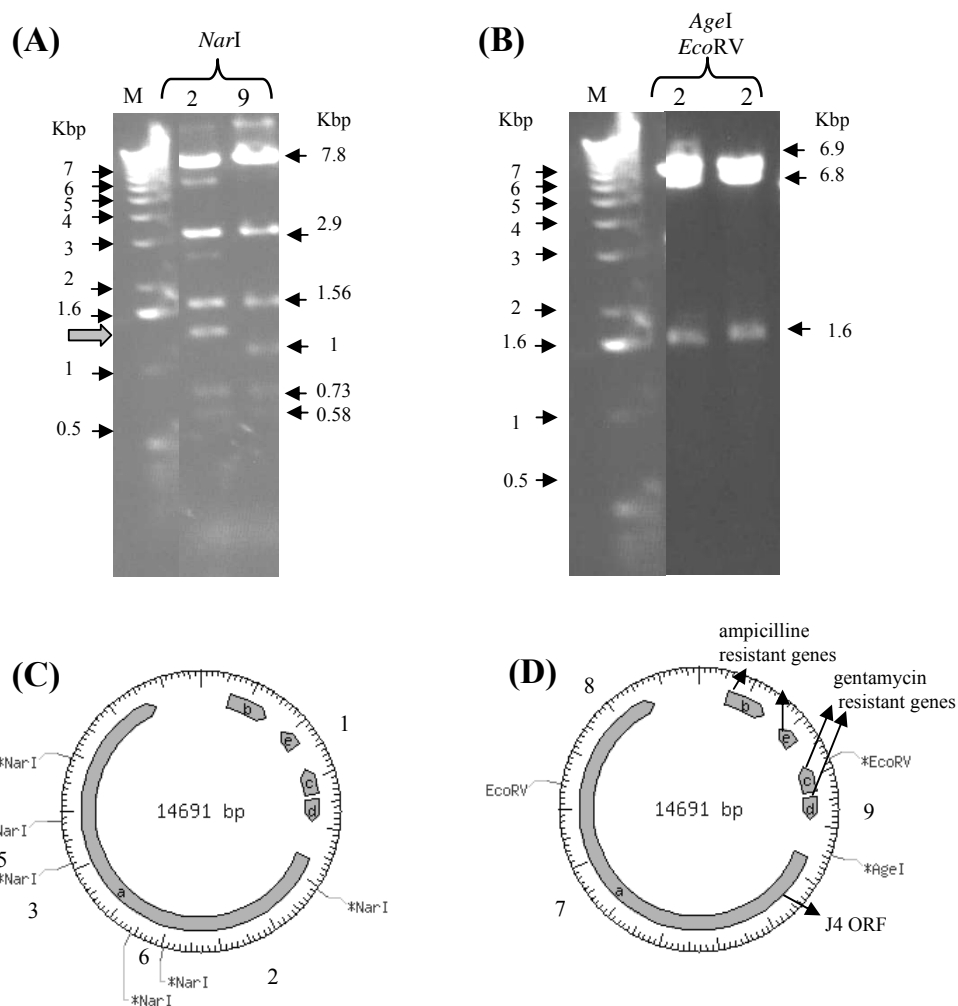 (A)
NarI
M 2 9
Kbp
Kbp
7
6
5
4
3
2
1.6
1
0.5
7.8
2.9
1.56
1
0.73
0.58
(B)
AgeI
EcoRV
M 2 2
Kbp
Kbp
7
6
5
4
3
2
1.6
1
0.5
6.9
6.8
1.6
(C)
1
b
e
c
d
*NarI
NarI
5
*NarI
3
14691 bp
a
*NarI
6
*NarI
2
*NarI
(D)
ampicilline
resistant genes
gentamycin
resistant genes
8
b
e
*EcoRV
c
d
9
EcoRV
14691 bp
*AgeI
a
7
J4 ORF